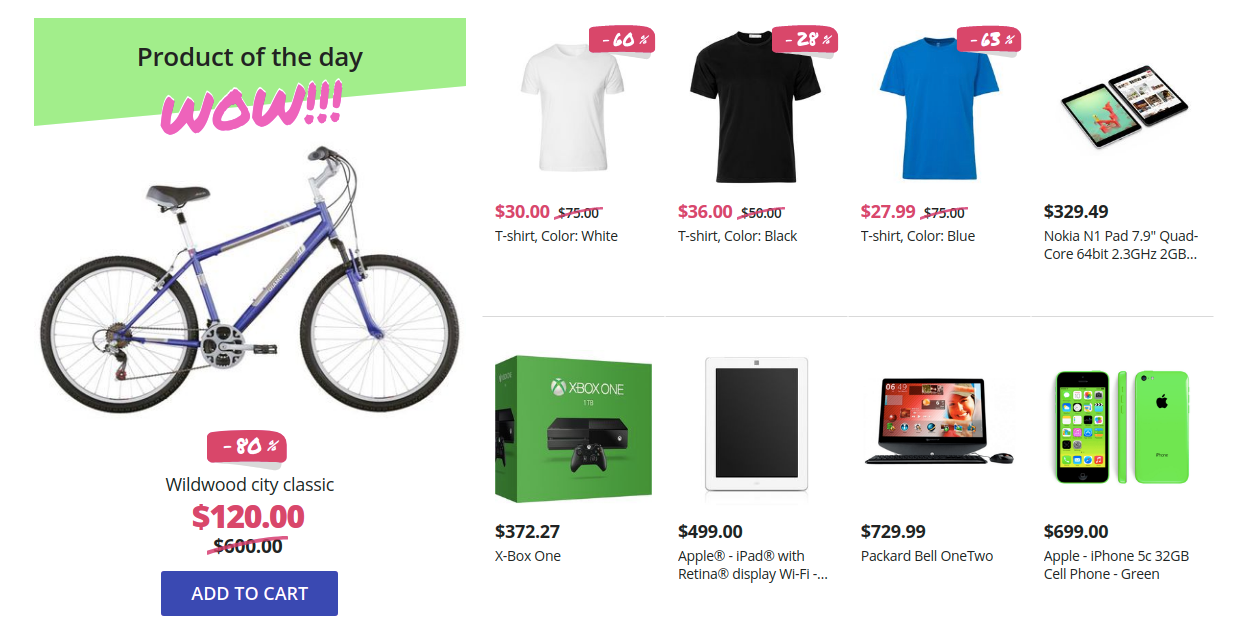 Product of the day
WOW!!!
- 80 %
Wildwood city classic
$120.00
$600.00
ADD TO CART
- 60 %
$30.00 $75.00
T-shirt, Color: White
- 28 %
$36.00 $50.00
T-shirt, Color: Black
- 63 %
$27.99 $75.00
T-shirt, Color: Blue
$329.49
Nokia N1 Pad 7.9" Quad-
Core 64bit 2.3GHz 2GB...
XBOX ONE
1TB
$372.27
X-Box One
$499.00
Apple® - iPad® with
Retina® display Wi-Fi -...
06 49
$729.99
Packard Bell OneTwo
iPhone
$699.00
Apple - iPhone 5c 32GB
Cell Phone - Green